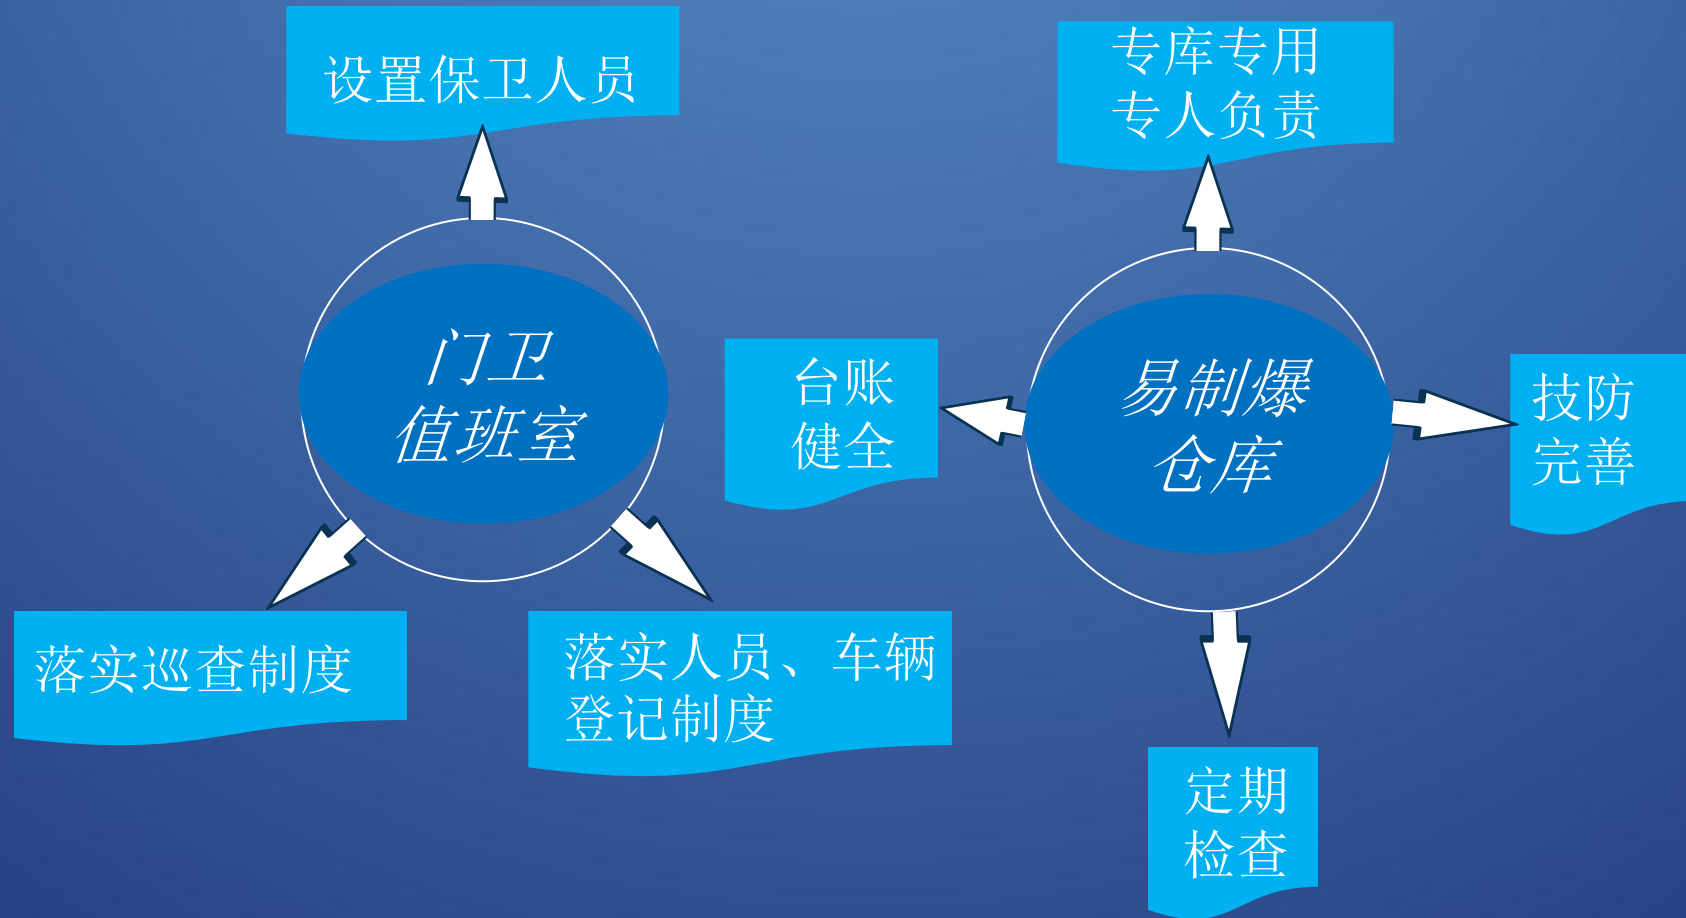 设置保卫人员
门卫
值班室
落实巡查制度
落实人员、车辆
登记制度
专库专用
专人负责
台账
健全
易制爆
仓库
技防
完善
定期
检查